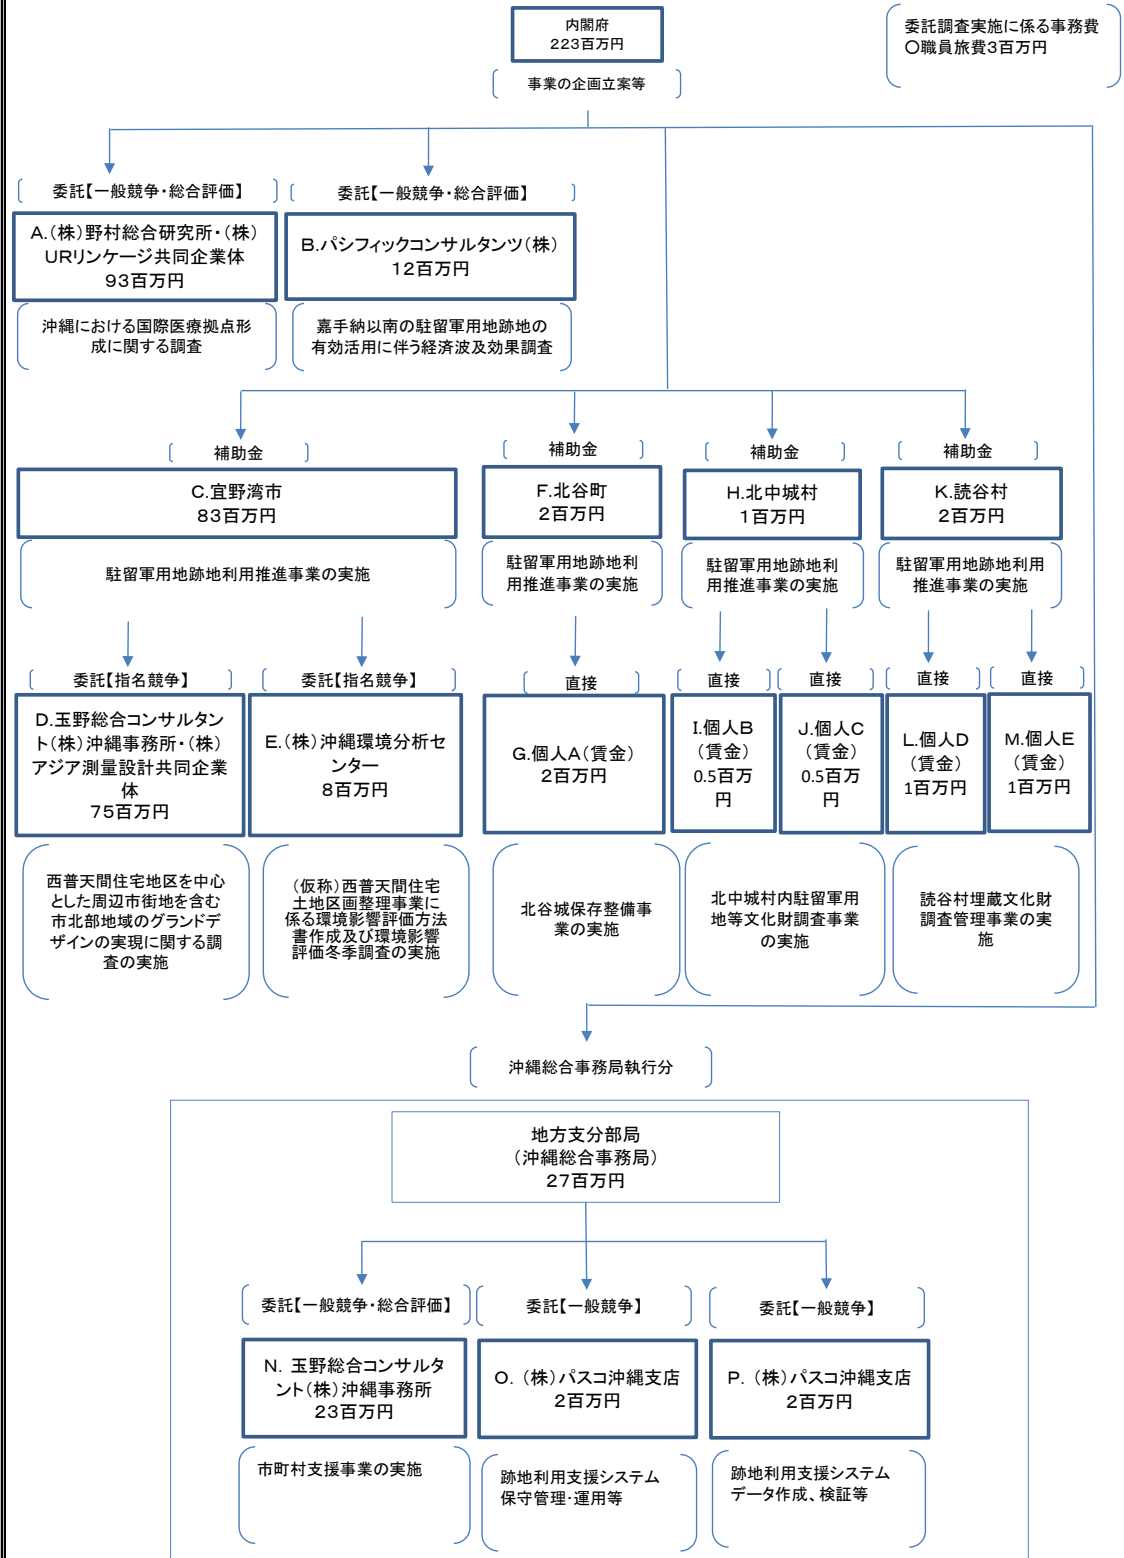 内閣府
223百万円
委託調査実施に係る事務費
〇職員旅費3百万円
事業の企画立案等
委託【一般競争・総合評価】
委託【一般競争・総合評価】
A.(株)野村総合研究所・(株)
URリンケージ共同企業体
93百万円
B.パシフィックコンサルタンツ(株)
12百万円
沖縄における国際医療拠点形
成に関する調査
嘉手納以南の駐留軍用地跡地の
有効活用に伴う経済波及効果調査
補助金
補助金
補助金
補助金
C.宜野湾市
83百万円
F.北谷町
2百万円
H.北中城村
1百万円
K.読谷村
2百万円
駐留軍用地跡地利用推進事業の実施
駐留軍用地跡地利
用推進事業の実施
駐留軍用地跡地利
用推進事業の実施
駐留軍用地跡地利用
推進事業の実施
委託【指名競争】
委託【指名競争】
直接
直接
直接
直接
直接
D.玉野総合コンサルタン
ト(株)沖縄事務所・(株)
アジア測量設計共同企業
体
75百万円
E.(株)沖縄環境分析セ
ンター
8百万円
G.個人A(賃金)
2百万円
I.個人B
(賃金)
0.5百万
円
J.個人C
(賃金)
0.5百万
円
L.個人D
(賃金)
1百万円
M.個人E
(賃金)
1百万円
西普天間住宅地区を中心
とした周辺市街地を含む
市北部地域のグランドデ
ザインの実現に関する調
査の実施
(仮称)西普天間住宅
土地区画整理事業に
係る環境影響評価方法
書作成及び環境影響
評価冬季調査の実施
北谷城保存整備事
業の実施
北中城村内駐留軍用
地等文化財調査事業
の実施
読谷村埋蔵文化財
調査管理事業の実
施
沖縄総合事務局執行分
地方支分部局
(沖縄総合事務局)
27百万円
委託【一般競争・総合評価】
委託【一般競争】
委託【一般競争】
N. 玉野総合コンサルタ
ント(株)沖縄事務所
23百万円
O. (株)パスコ沖縄支店
2百万円
P. (株)パスコ沖縄支店
2百万円
市町村支援事業の実施
跡地利用支援システム
保守管理・運用等
跡地利用支援システム
データ作成、検証等